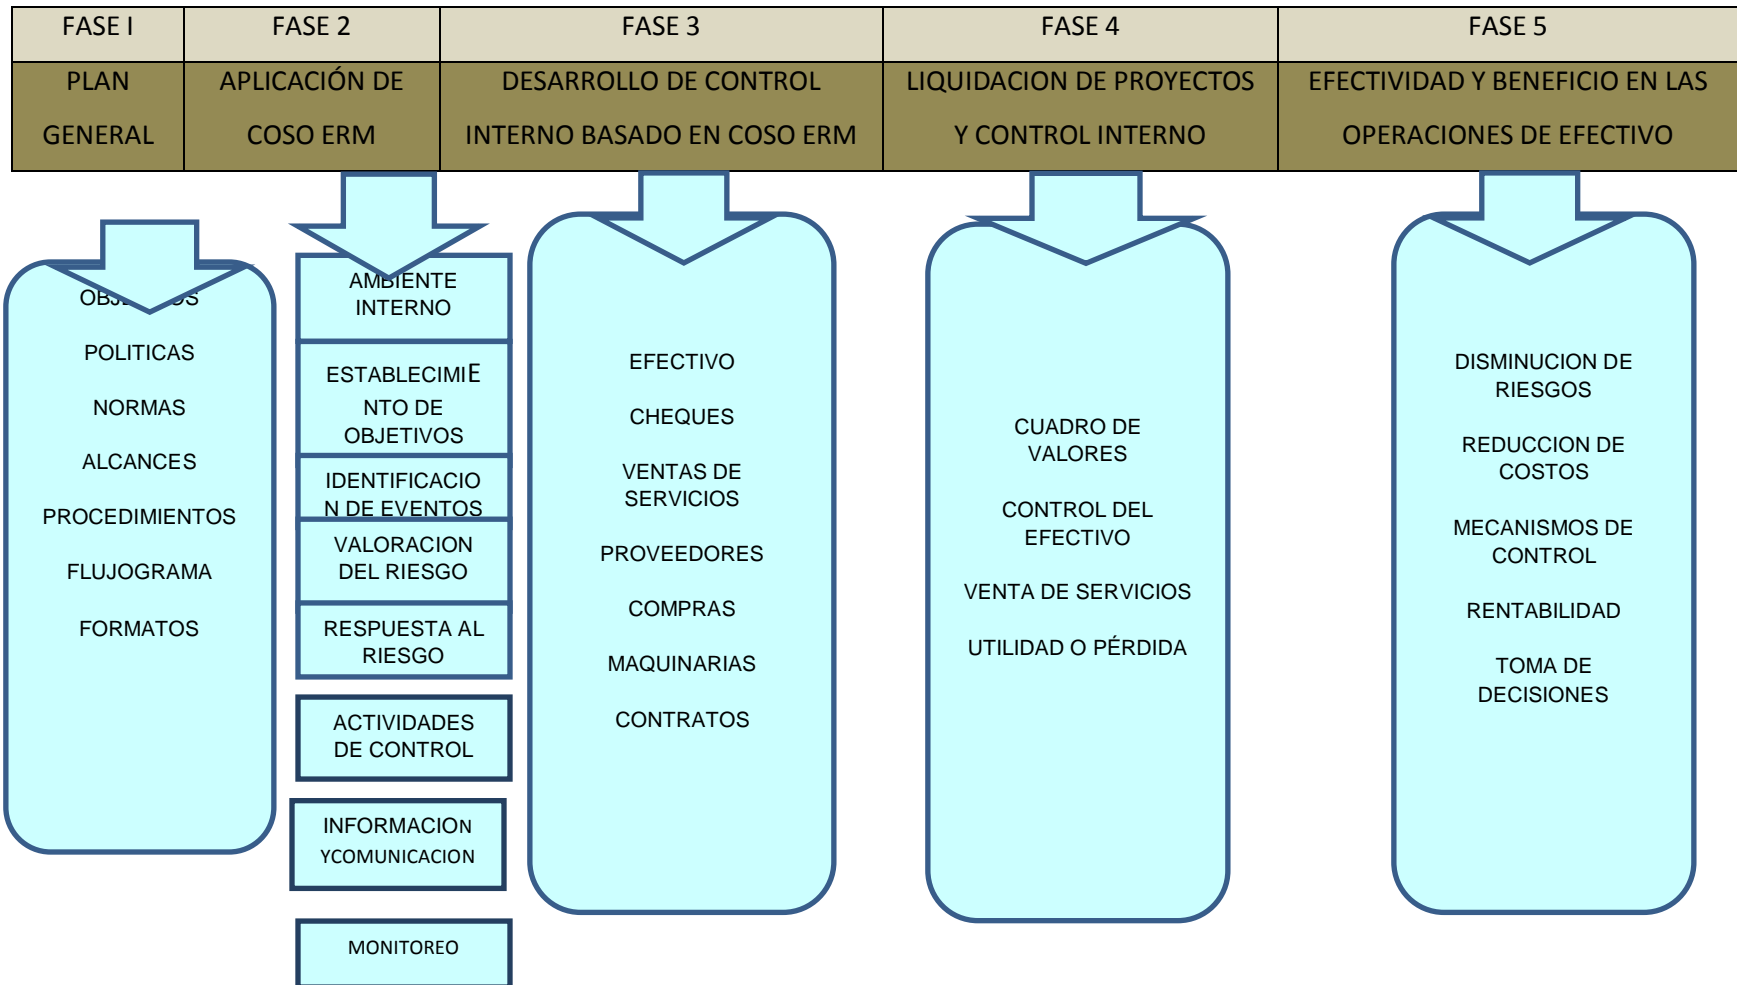 FASE I
FASE 2
FASE 3
FASE 4
FASE 5
PLAN
GENERAL
APLICACIÓN DE
COSO ERM
DESARROLLO DE CONTROL
INTERNO BASADO EN COSO ERM
LIQUIDACION DE PROYECTOS
Y CONTROL INTERNO
EFECTIVIDAD Y BENEFICIO EN LAS
OPERACIONES DE EFECTIVO
POLITICAS
NORMAS
ALCANCES
PROCEDIMIENTOS
FLUJOGRAMA
FORMATOS
AMBIENTE
INTERNO
ESTABLECIMIE
NTO DE
OBJETIVOS
IDENTIFICACIO
N DE EVENTOS
VALORACION
DEL RIESGO
RESPUESTA AL
RIESGO
ACTIVIDADES
DE CONTROL
INFORMACION
YCOMUNICACION
MONITOREO
EFECTIVO
CHEQUES
VENTAS DE
SERVICIOS
PROVEEDORES
COMPRAS
MAQUINARIAS
CONTRATOS
CUADRO DE
VALORES
CONTROL DEL
EFECTIVO
VENTA DE SERVICIOS
UTILIDAD O PÉRDIDA
DISMINUCION DE
RIESGOS
REDUCCION DE
COSTOS
MECANISMOS DE
CONTROL
RENTABILIDAD
TOMA DE
DECISIONES